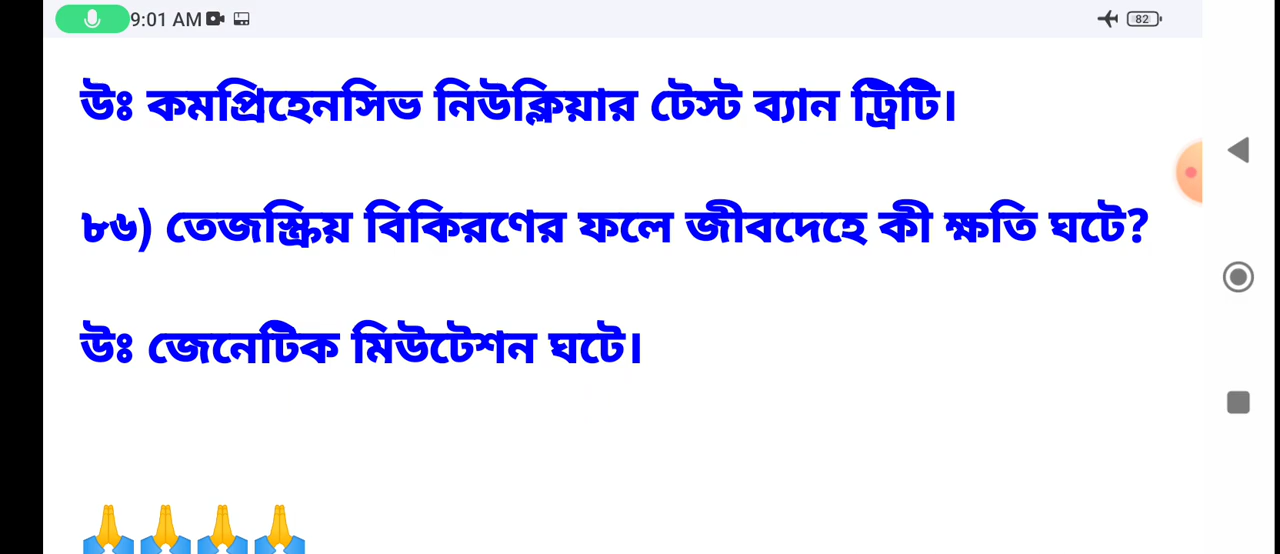 9:01 AM 82
উঃ কমপ্রিহেনসিভ নিউক্লিয়ার টেস্ট ব্যান ট্রিটি।
৮৬) তেজস্ক্রিয় বিকিরণের ফলে জীবদেহে কী ক্ষতি ঘটে?
উঃ জেনেটিক মিউটেশন ঘটে।
🙏🙏🙏🙏